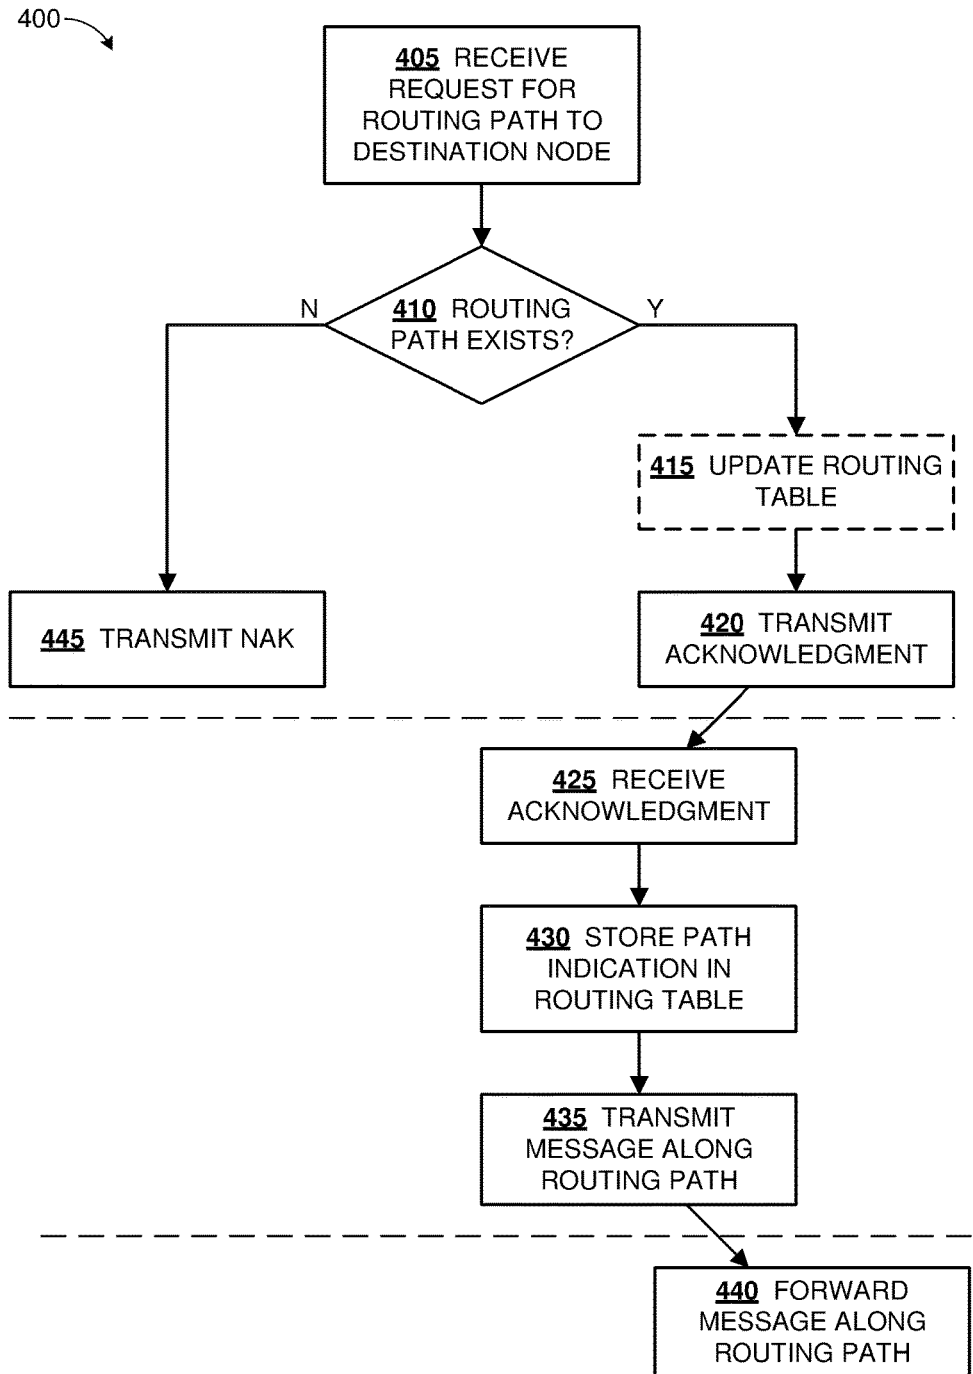 400
405 RECEIVE
REQUEST FOR
ROUTING PATH TO
DESTINATION NODE
N
410 ROUTING
PATH EXISTS?
Y
415 UPDATE ROUTING
TABLE
445 TRANSMIT NAK
420 TRANSMIT
ACKNOWLEDGMENT
425 RECEIVE
ACKNOWLEDGMENT
430 STORE PATH
INDICATION IN
ROUTING TABLE
435 TRANSMIT
MESSAGE ALONG
ROUTING PATH
440 FORWARD
MESSAGE ALONG
ROUTING PATH